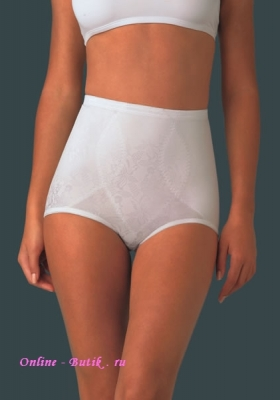 Online - Butik . ru